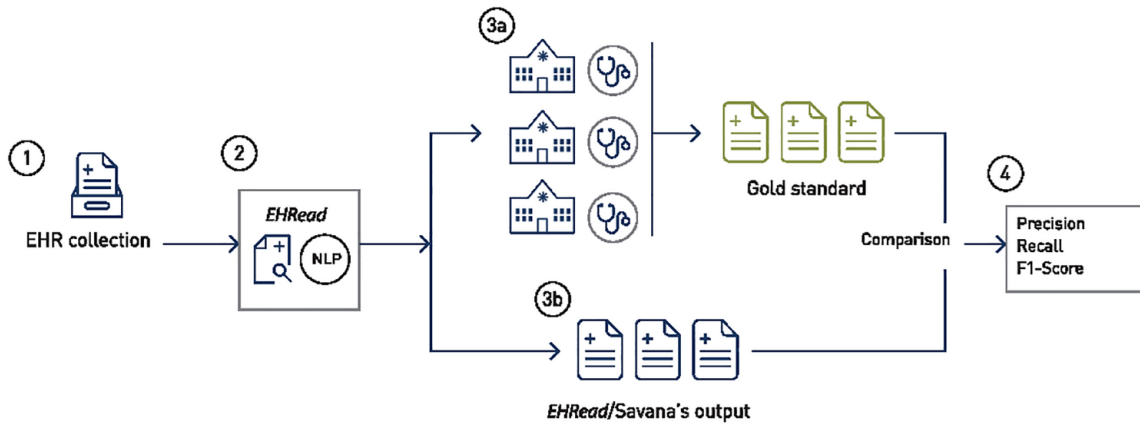 3a
1
2
EHRead
NLP
EHR collection
Gold standard
4
Precision
Recall
F1-Score
Comparison
3b
EHRead/Savana's output